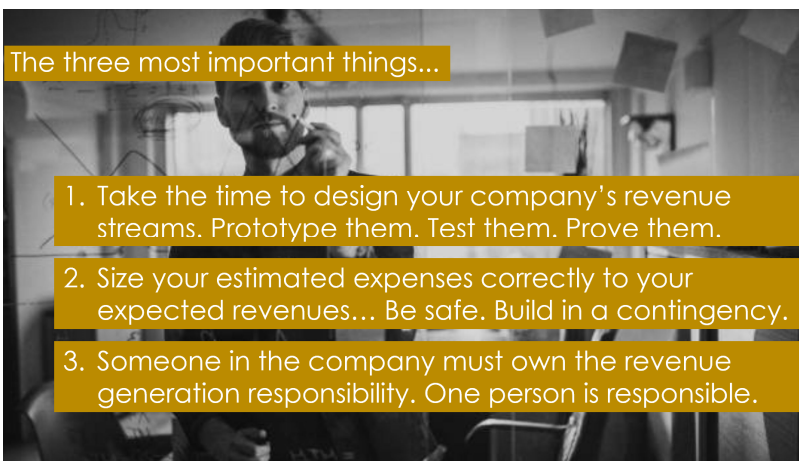 The three most important things...
1. Take the time to design your company’s revenue
streams. Prototype them. Test them. Prove them.
2. Size your estimated expenses correctly to your
expected revenues… Be safe. Build in a contingency.
3. Someone in the company must own the revenue
generation responsibility. One person is responsible.